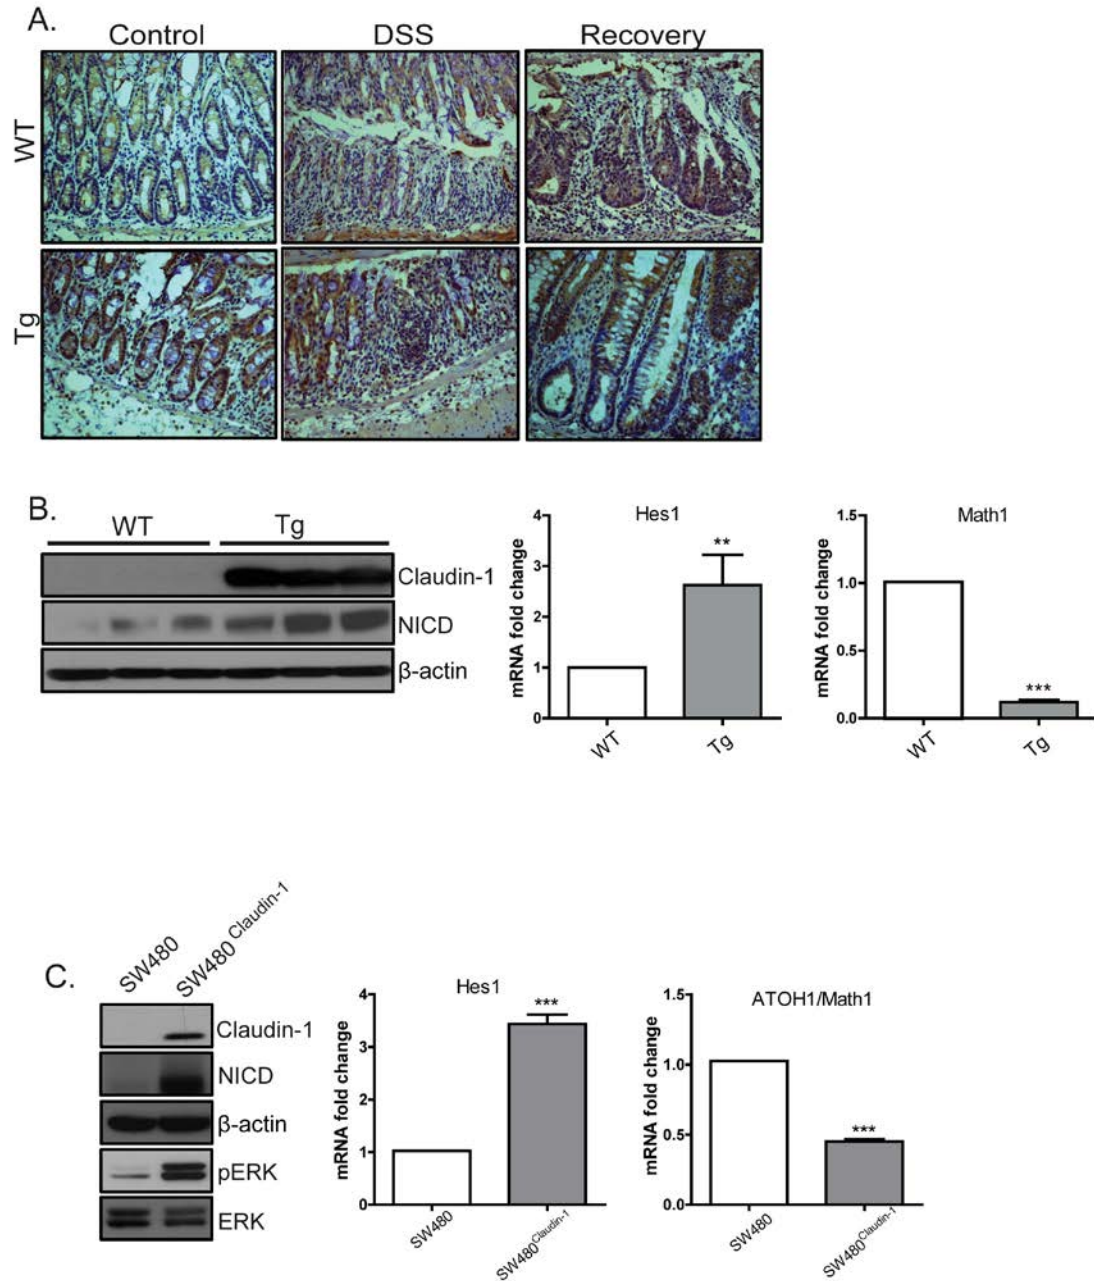 A.
Control DSS Recovery
WT
Tg
B.
WT Tg
Claudin-1
NICD
β-actin
Hes1
mRNA fold change
4
3
2
1
0
**
WT Tg
Math1
mRNA fold change
1.5
1.0
0.5
0.0
***
WT Tg
C.
SW480 SW480 Claudin-1
Claudin-1
NICD
β-actin
pERK
ERK
Hes1
mRNA fold change
4
3
2
1
0
***
SW480 SW480Claudin-1
ATOH1/Math1
mRNA fold change
1.5
1.0
0.5
0.0
***
SW480 SW480Claudin-1